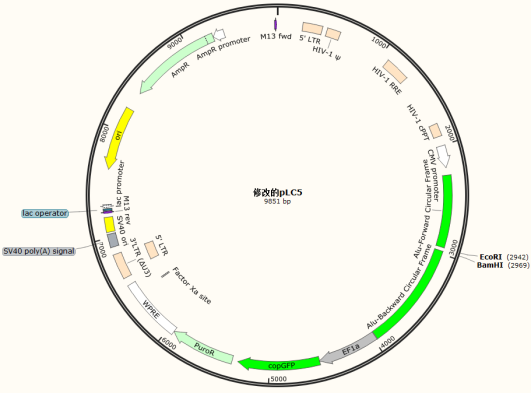 M13 fwd
5' LTR
HIV-1 ψ
1000
HIV-1 RRE
HIV-1 cPPT
2000
CMV promoter
Alu-Forward Circular Frame
3000
EcoRI (2942)
BamHI (2969)
Alu-Backward Circular Frame
4000
EF1a
5000
copGFP
PuroR
6000
WPRE
Factor Xa site
5' LTR
3'LTR (ΔU3)
7000
SV40 poly(A) signal
SV40 ori
M13 rev
lac operator
lac promoter
8000
ori
AmpR
AmpR promoter
9000
修改的pLC5
9851 bp